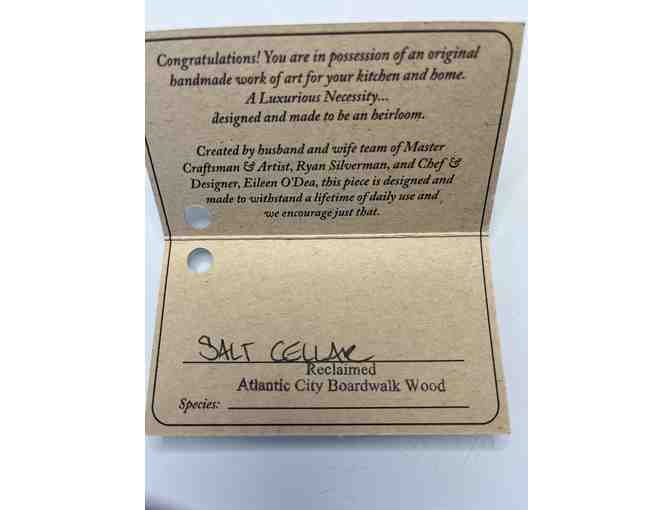 Congratulations! You are in possession of an original
handmade work of art for your kitchen and home.
A Luxurious Necessity...
designed and made to be an heirloom.
Created by husband and wife team of Master
Craftsman & Artist, Ryan Silverman, and Chef &
Designer, Eileen O'Dea, this piece is designed and
made to withstand a lifetime of daily use and
we encourage just that.
SALT CELLAR
Reclaimed
Atlantic City Boardwalk Wood
Species: